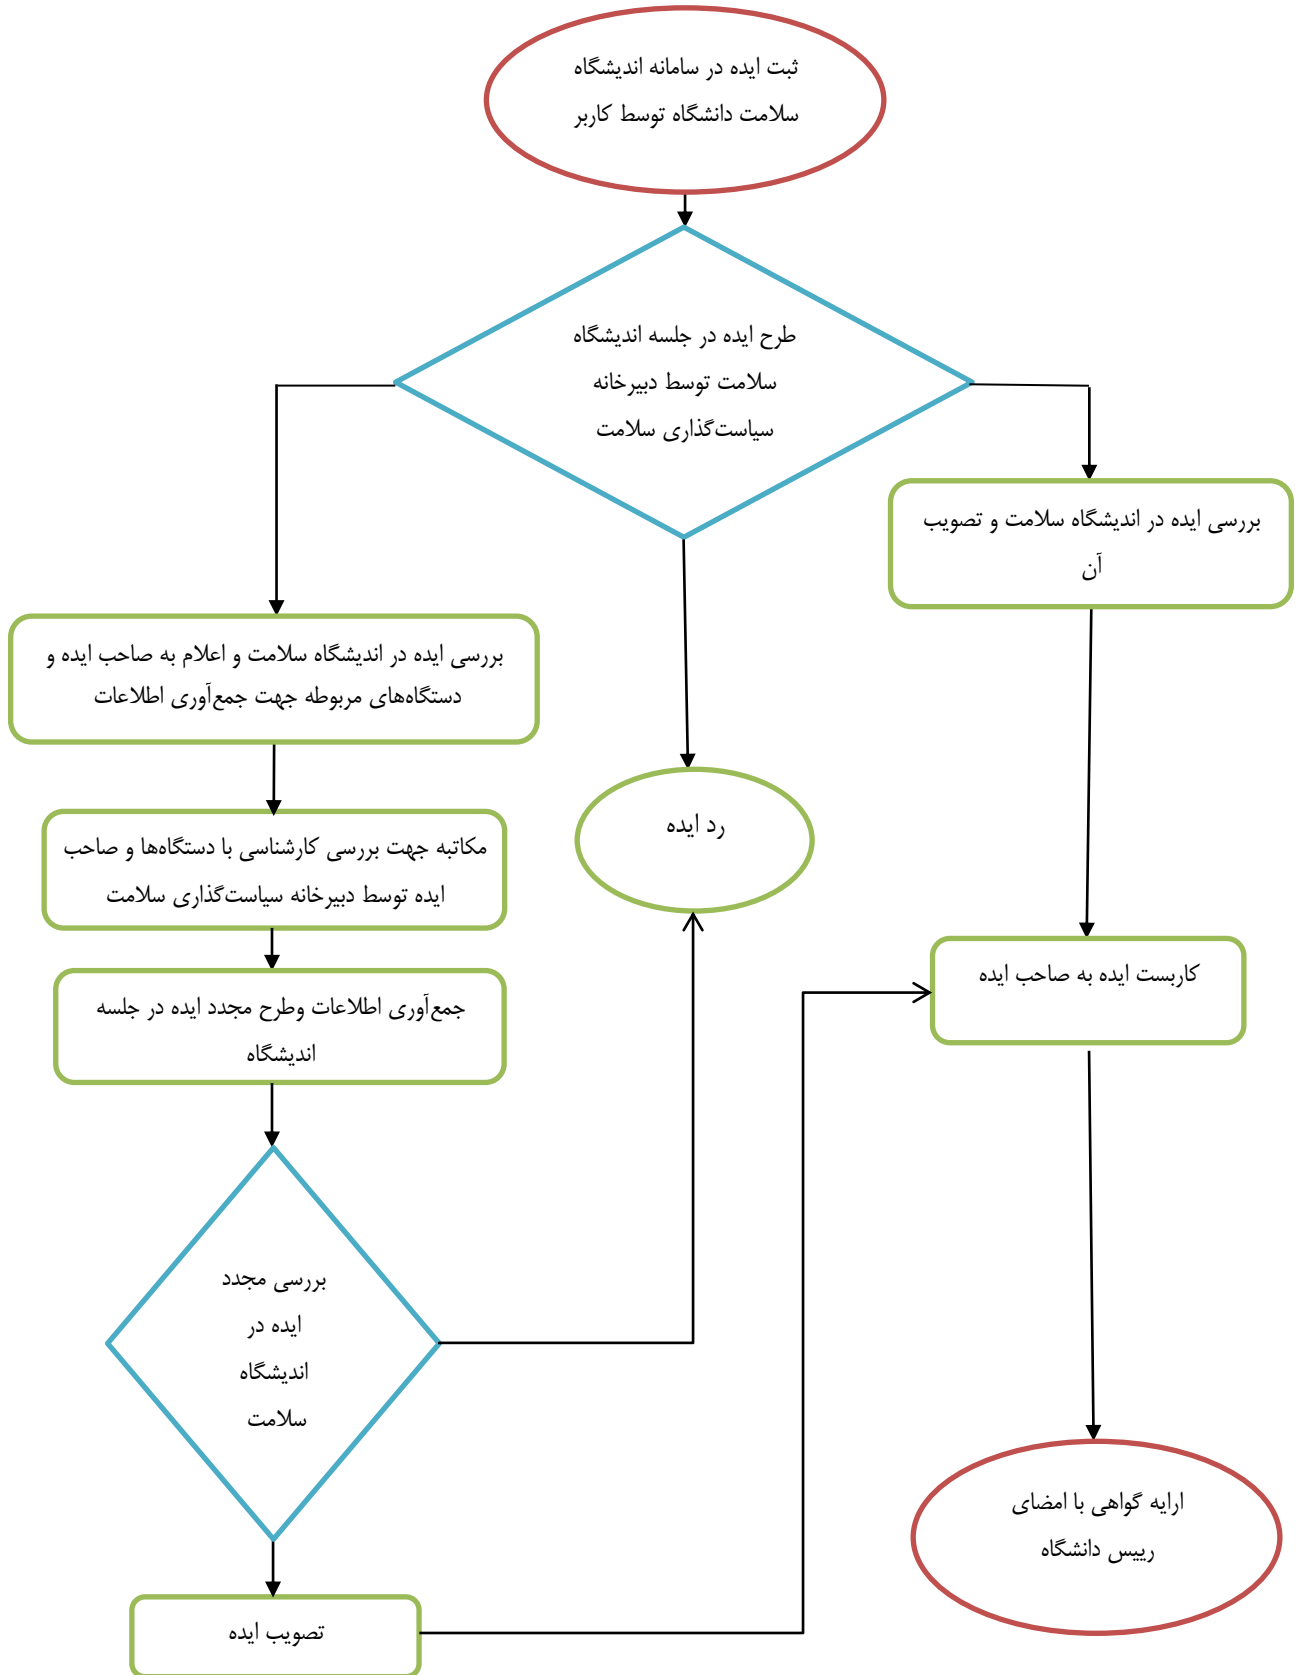 ثبت ایده در سامانه اندیشگاه
سلامت دانشگاه توسط کاربر
طرح ایده در جلسه اندیشگاه
سلامت توسط دبیرخانه
سیاست‌گذاری سلامت
بررسی ایده در اندیشگاه سلامت و تصویب
آن
بررسی ایده در اندیشگاه سلامت و اعلام به صاحب ایده و
دستگاه‌های مربوطه جهت جمع‌آوری اطلاعات
رد ایده
مکاتبه جهت بررسی کارشناسی با دستگاه‌ها و صاحب
ایده توسط دبیرخانه سیاست‌گذاری سلامت
کاربست ایده به صاحب ایده
جمع‌آوری اطلاعات وطرح مجدد ایده در جلسه
اندیشگاه
بررسی مجدد
ایده در
اندیشگاه
سلامت
ارایه گواهی با امضای
رییس دانشگاه
تصویب ایده